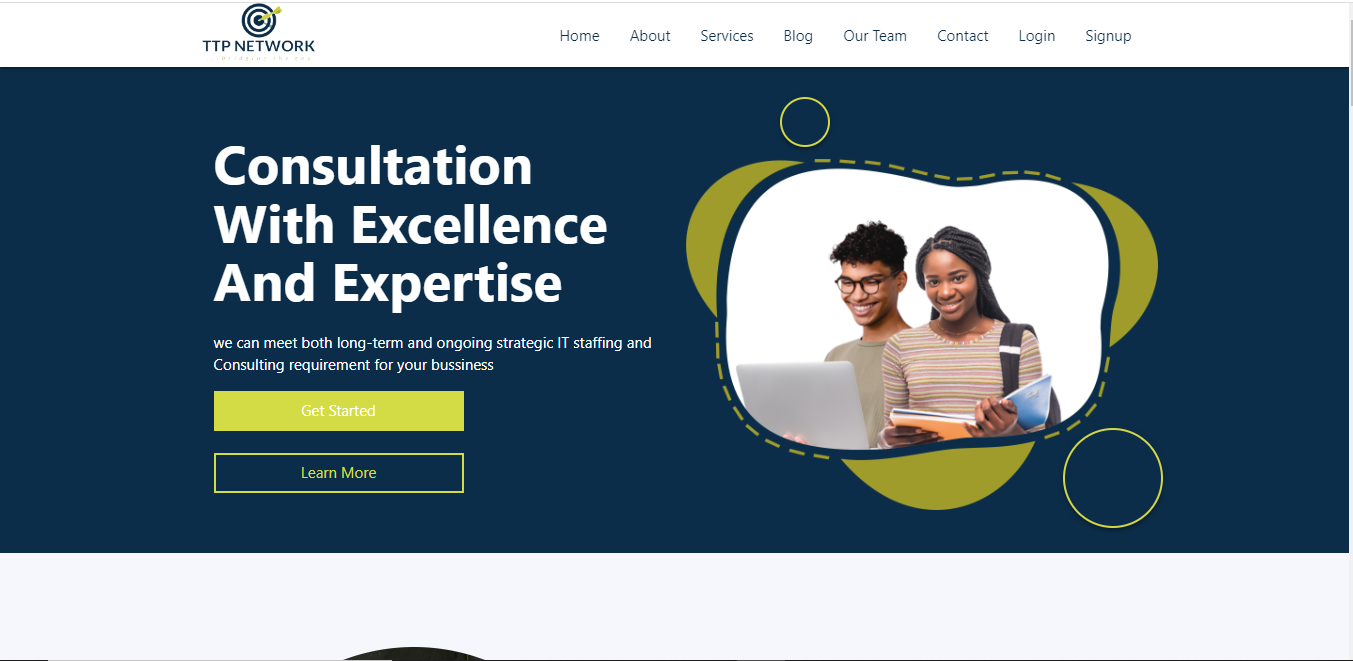 TTP NETWORK
Home About Services Blog Our Team Contact Login Signup
Consultation
With Excellence
And Expertise
we can meet both long-term and ongoing strategic IT staffing and
Consulting requirement for your bussiness
Get Started
Learn More